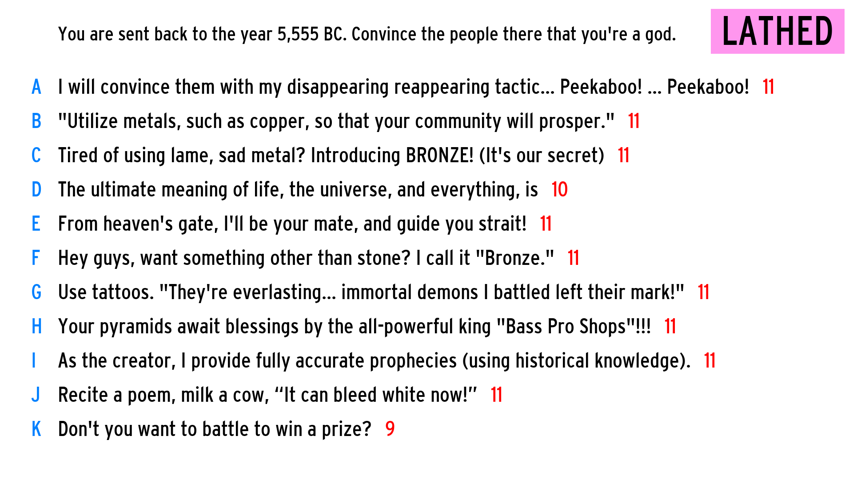 You are sent back to the year 5,555 BC. Convince the people there that you're a god.
LATHED
A I will convince them with my disappearing reappearing tactic... Peekaboo! ... Peekaboo! 11
B "Utilize metals, such as copper, so that your community will prosper." 11
C Tired of using lame, sad metal? Introducing BRONZE! (It's our secret) 11
D The ultimate meaning of life, the universe, and everything, is 10
E From heaven's gate, I'll be your mate, and guide you strait! 11
F Hey guys, want something other than stone? I call it "Bronze." 11
G Use tattoos. "They're everlasting... immortal demons I battled left their mark!" 11
H Your pyramids await blessings by the all-powerful king "Bass Pro Shops"!!! 11
I As the creator, I provide fully accurate prophecies (using historical knowledge). 11
J Recite a poem, milk a cow, “It can bleed white now!” 11
K Don't you want to battle to win a prize? 9